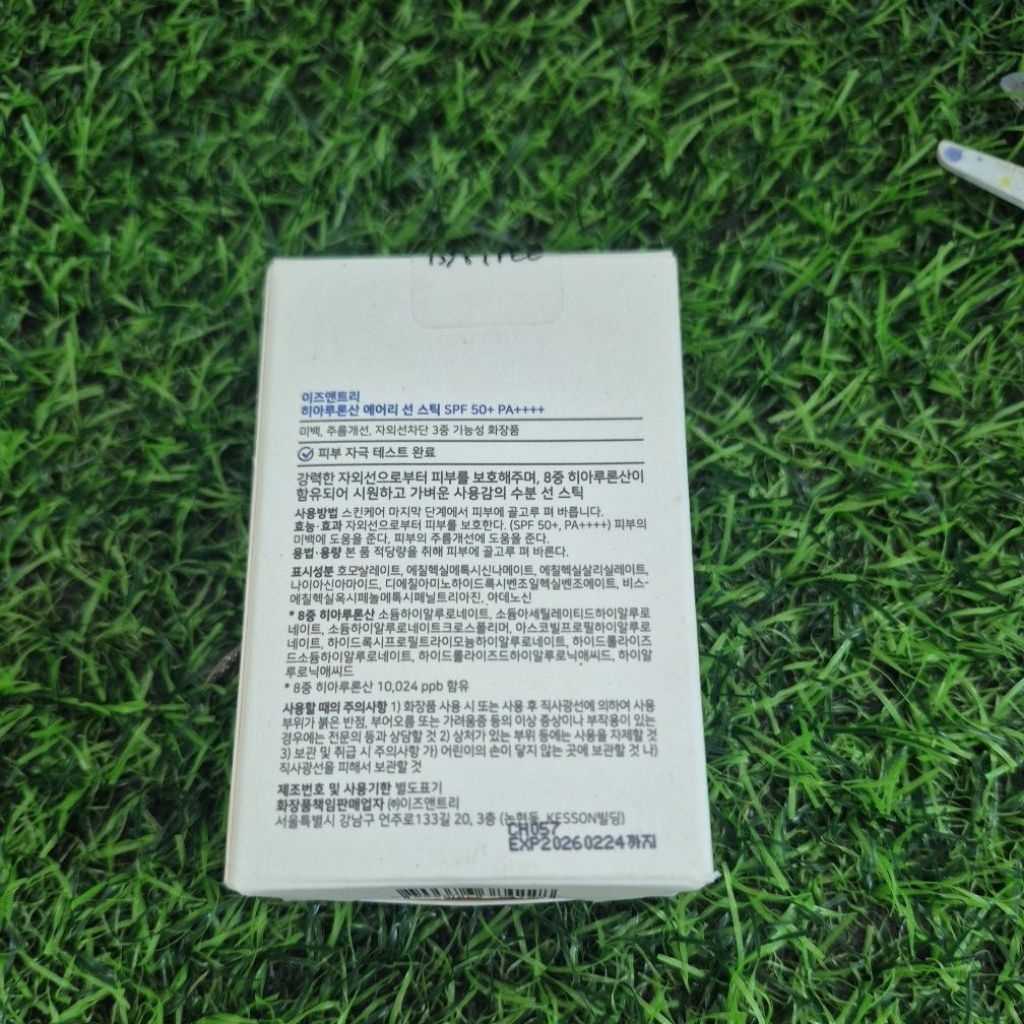 이즈앤트리
히아루론산 에어리 선 스틱 SPF 50+ PA++++
미백, 주름개선, 자외선차단 3중 기능성 화장품
피부 자극 테스트 완료
강력한 자외선으로부터 피부를 보호해주며, 8중 히아루론산이
함유되어 시원하고 가벼운 사용감의 수분 선 스틱
사용방법 스킨케어 마지막 단계에서 피부에 골고루 펴 바릅니다.
효능·효과 자외선으로부터 피부를 보호한다. (SPF 50+, PA++++) 피부의
미백에 도움을 준다, 피부의 주름개선에 도움을 준다.
용법·용량 본 품 적당량을 취해 피부에 골고루 펴 바른다.
표시성분 호모살레이트, 에칠헥실메톡시신나메이트, 에칠헥실살리실레이트,
나이아신아마이드, 디에칠아미노하이드록시벤조일헥실벤조에이트, 비스-
에칠헥실옥시페놀메톡시페닐트리아진, 아데노신
* 8중 히아루론산 소듐하이알루로네이트, 소듐아세틸레이티드하이알루로
네이트, 소듐하이알루로네이트크로스폴리머, 아스코빌프로필하이알루로
네이트, 하이드록시프로필트라이모늄하이알루로네이트, 하이드롤라이즈
드소듐하이알루로네이트, 하이드롤라이즈드하이알루로닉애씨드, 하이알
루로닉애씨드
* 8중 히아루론산 10,024 ppb 함유
사용할 때의 주의사항 1) 화장품 사용 시 또는 사용 후 직사광선에 의하여 사용
부위가 붉은 반점, 부어오름 또는 가려움증 등의 이상 증상이나 부작용이 있는
경우에는 전문의 등과 상담할 것 2) 상처가 있는 부위 등에는 사용을 자제할 것
3) 보관 및 취급 시 주의사항 가) 어린이의 손이 닿지 않는 곳에 보관할 것 나)
직사광선을 피해서 보관할 것
제조번호 및 사용기한 별도표기
화장품책임판매업자 ㈜이즈앤트리
서울특별시 강남구 언주로133길 20, 3층 (논현동, KESSON빌딩)
CH057
EXP20260224까지